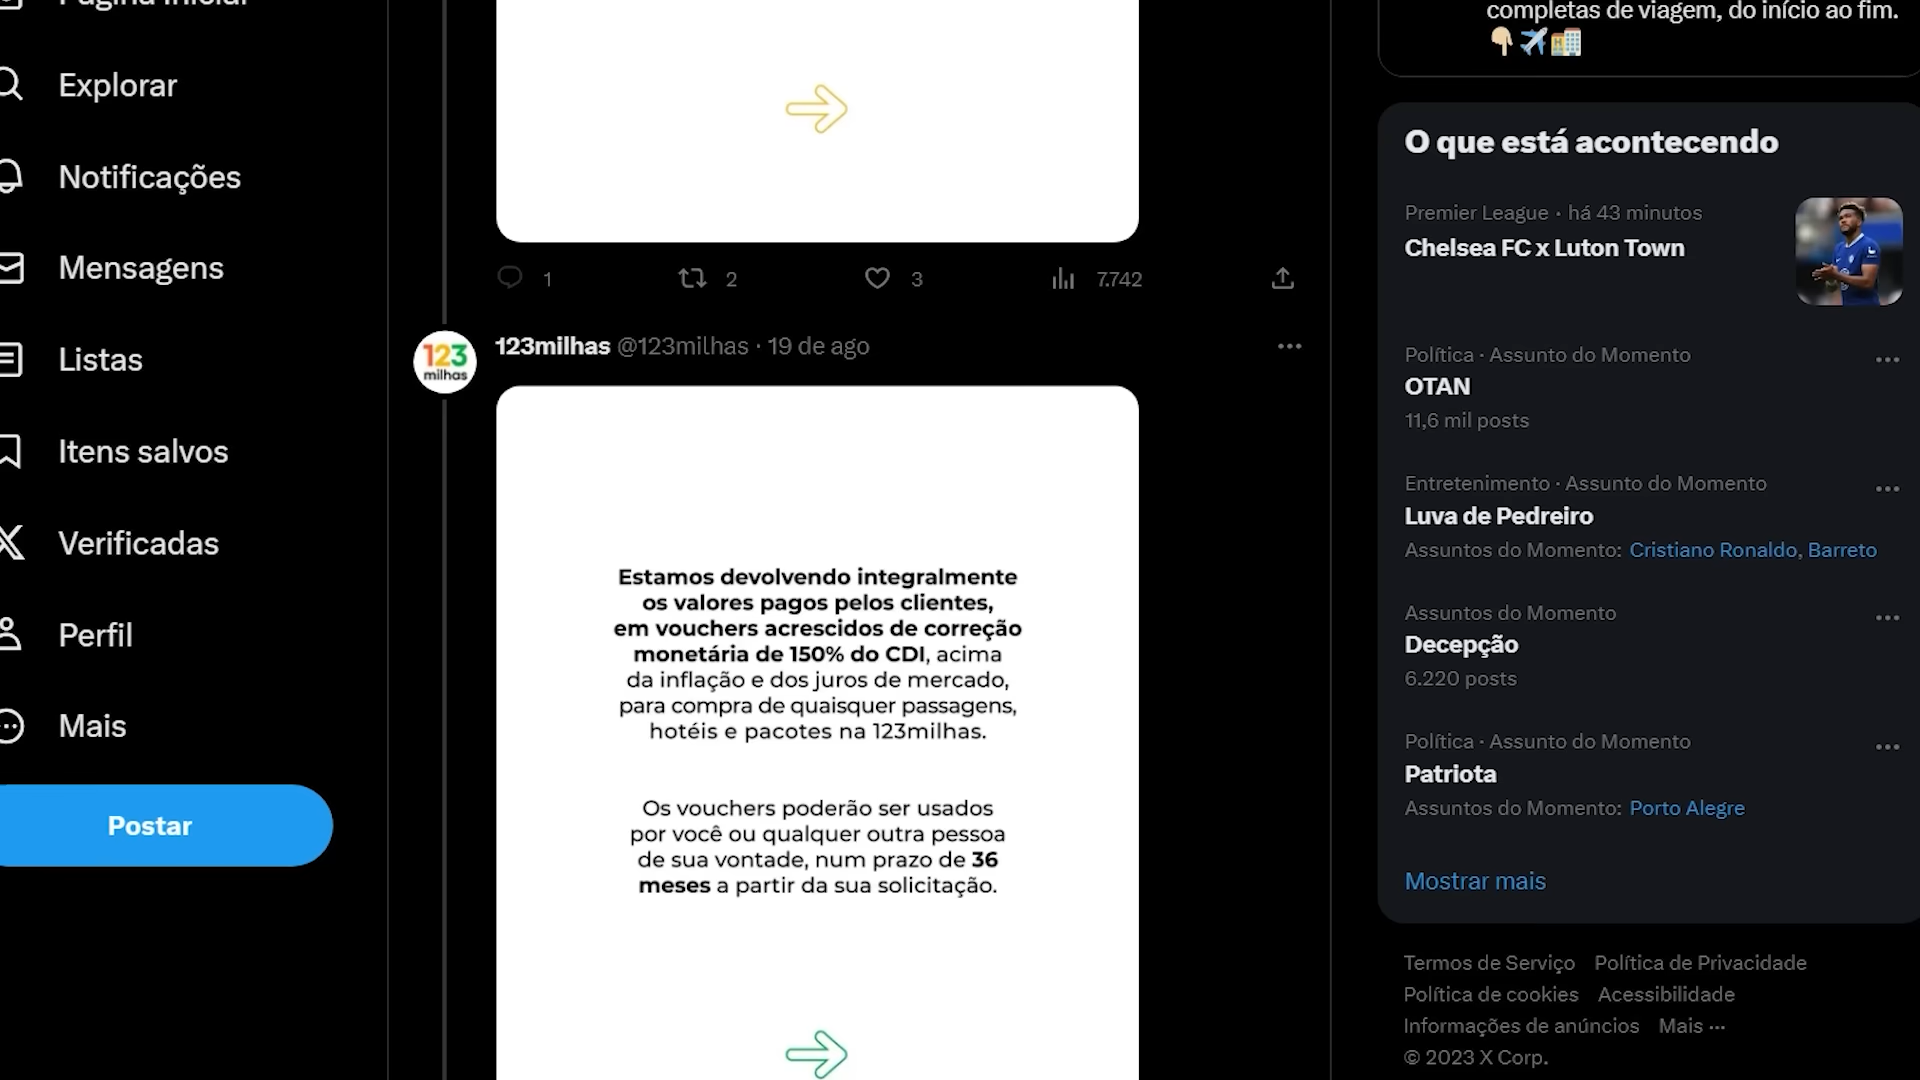 Página Inicial
Explorar
Notificações
Mensagens
Listas
Itens salvos
Verificadas
Perfil
Mais
Postar
1
2
3
7.742
123
milhas
123milhas @123milhas · 19 de ago
Estamos devolvendo integralmente
os valores pagos pelos clientes,
em vouchers acrescidos de correção
monetária de 150% do CDI, acima
da inflação e dos juros de mercado,
para compra de quaisquer passagens,
hotéis e pacotes na 123milhas.
Os vouchers poderão ser usados
por você ou qualquer outra pessoa
de sua vontade, num prazo de 36
meses a partir da sua solicitação.
completas de viagem, do início ao fim.
O que está acontecendo
Premier League · há 43 minutos
Chelsea FC x Luton Town
Política · Assunto do Momento
OTAN
11,6 mil posts
Entretenimento · Assunto do Momento
Luva de Pedreiro
Assuntos do Momento: Cristiano Ronaldo, Barreto
Assuntos do Momento
Decepção
6.220 posts
Política · Assunto do Momento
Patriota
Assuntos do Momento: Porto Alegre
Mostrar mais
Termos de Serviço Política de Privacidade
Política de cookies Acessibilidade
Informações de anúncios Mais ···
© 2023 X Corp.